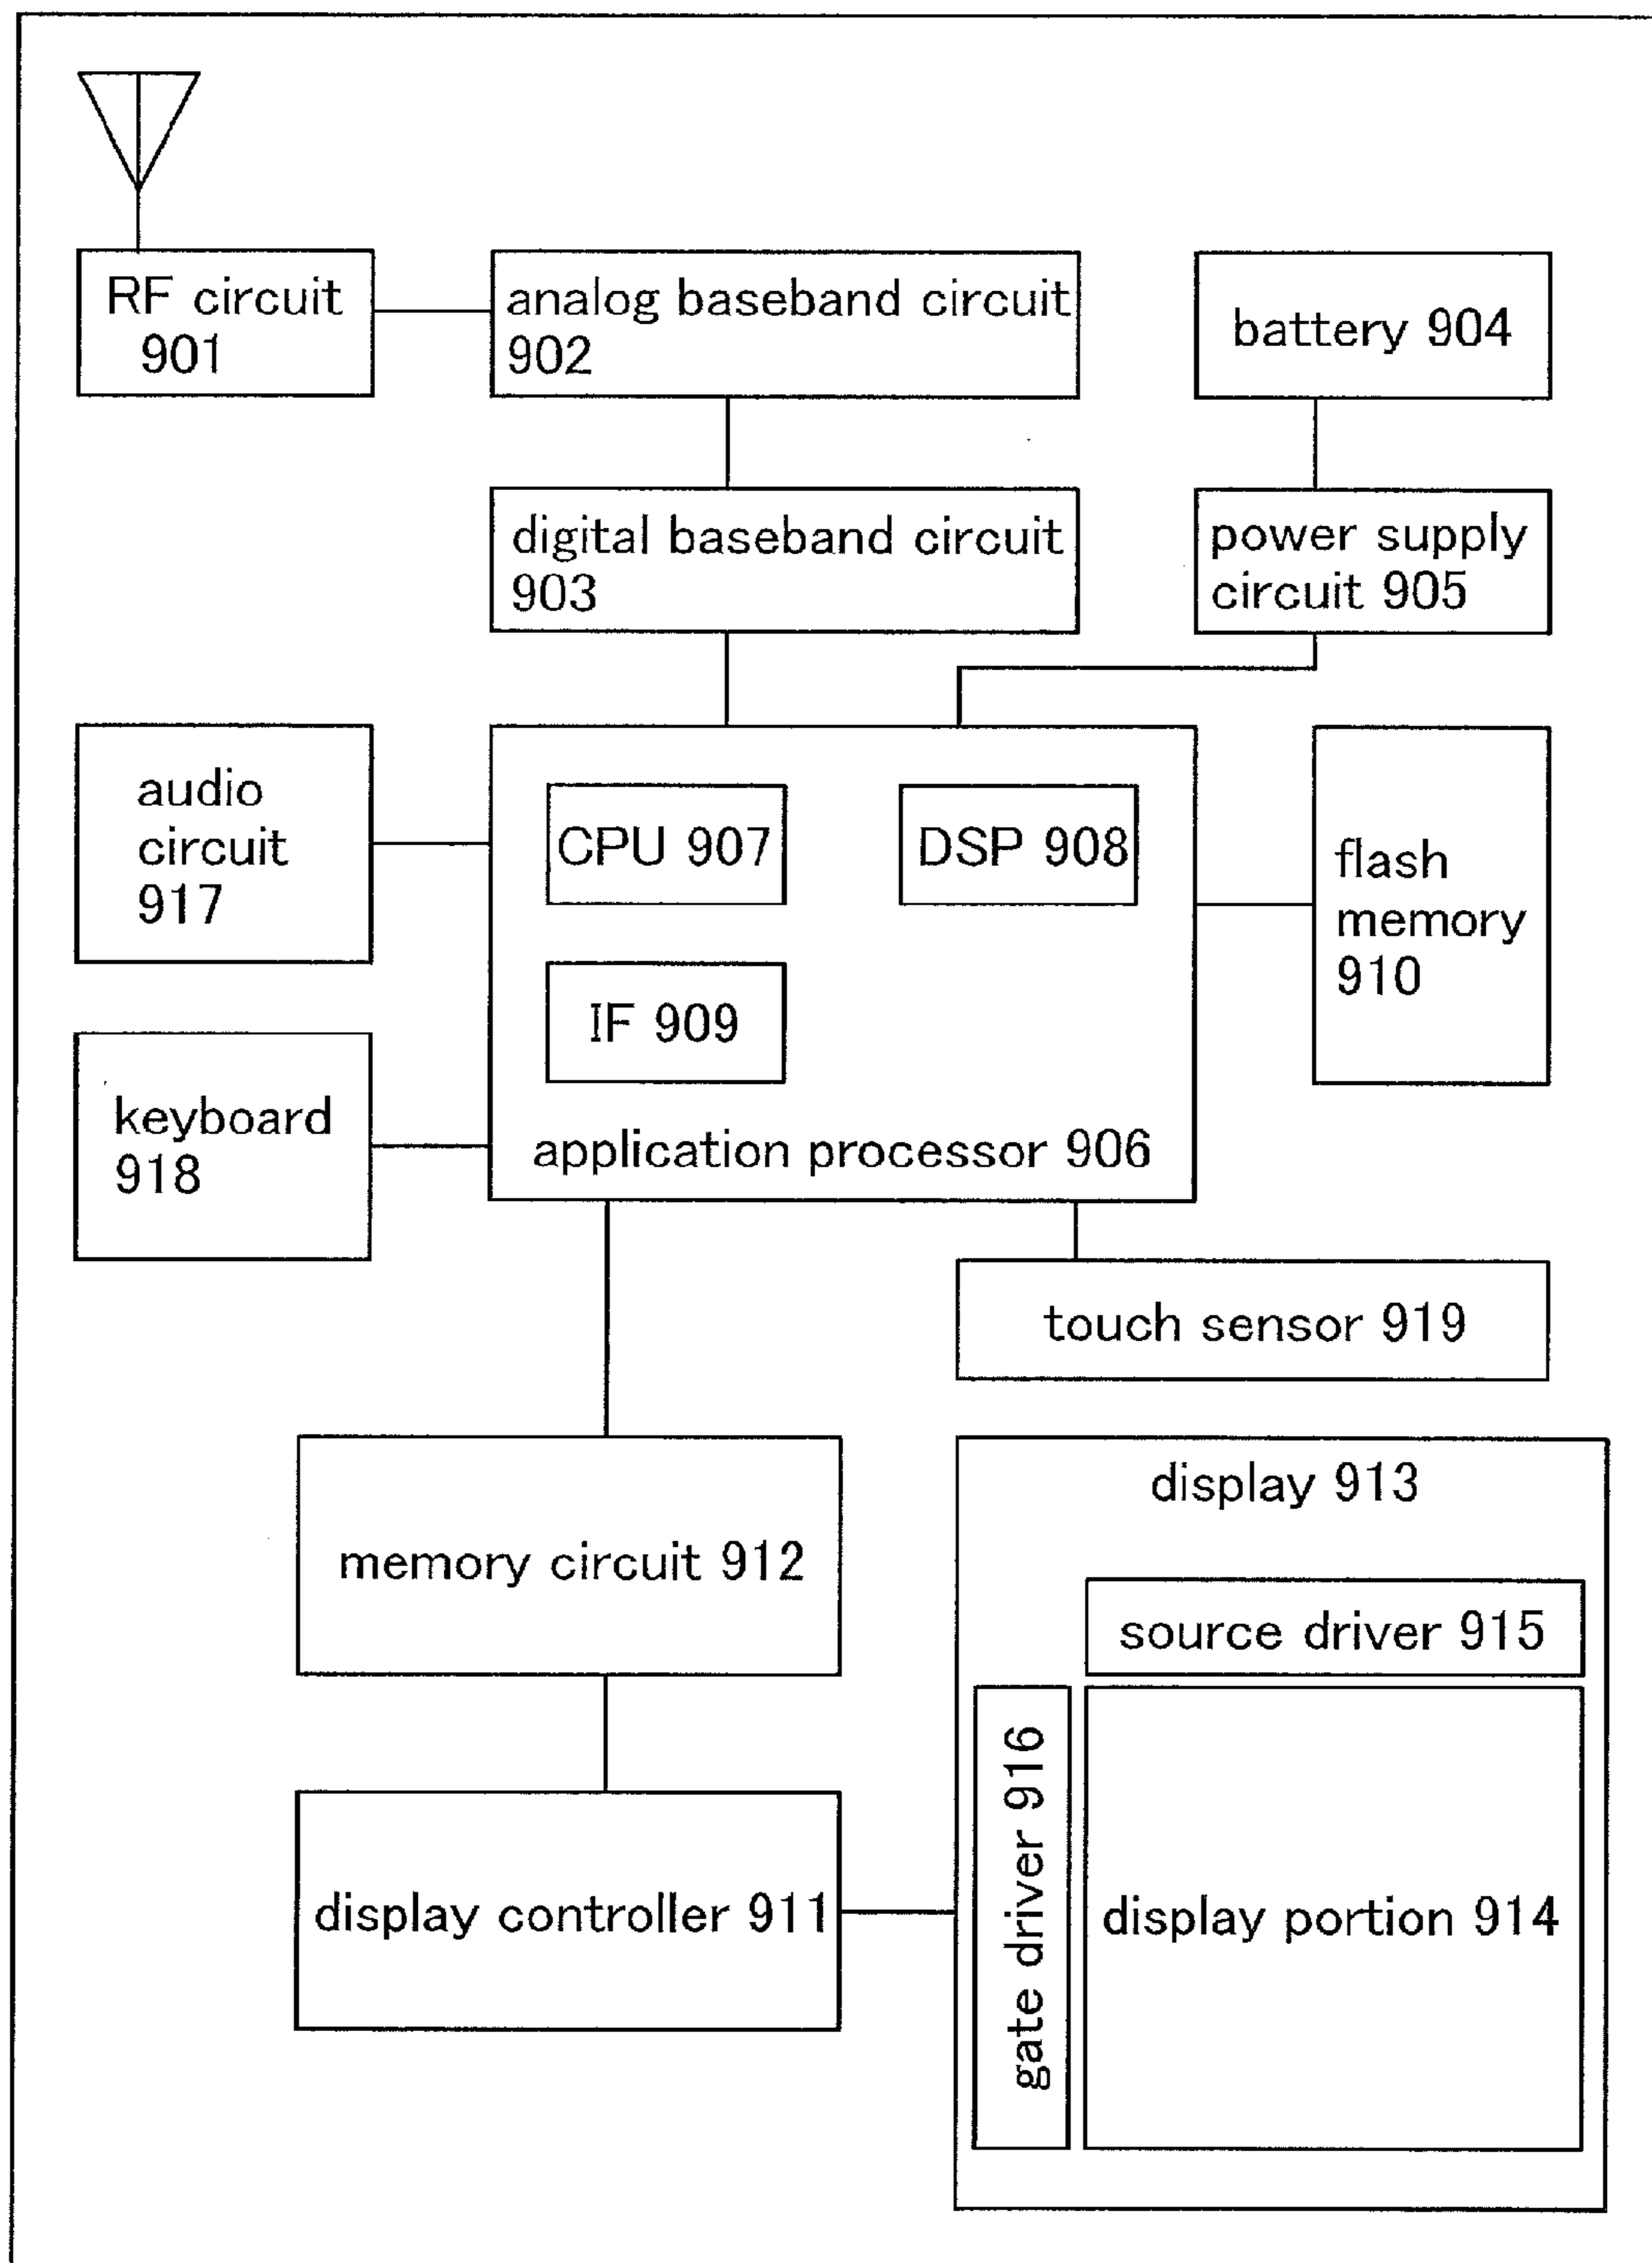 RF circuit
901
analog baseband circuit
902
battery 904
digital baseband circuit
903
power supply
circuit 905
audio
circuit
917
CPU 907
DSP 908
IF 909
application processor 906
flash
memory
910
keyboard
918
touch sensor 919
memory circuit 912
display 913
source driver 915
gate driver 916
display portion 914
display controller 911